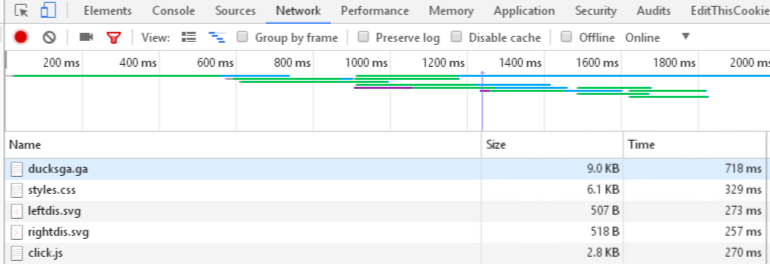 Elements Console Sources Network Performance Memory Application Security Audits EditThisCookie
View: Group by frame Preserve log Disable cache Offline Online
200 ms 400 ms 600 ms 800 ms 1000 ms 1200 ms 1400 ms 1600 ms 1800 ms 2000 ms
Name Size Time
ducksga.ga 9.0 KB 718 ms
styles.css 6.1 KB 329 ms
leftdis.svg 507 B 273 ms
rightdis.svg 518 B 257 ms
click.js 2.8 KB 270 ms